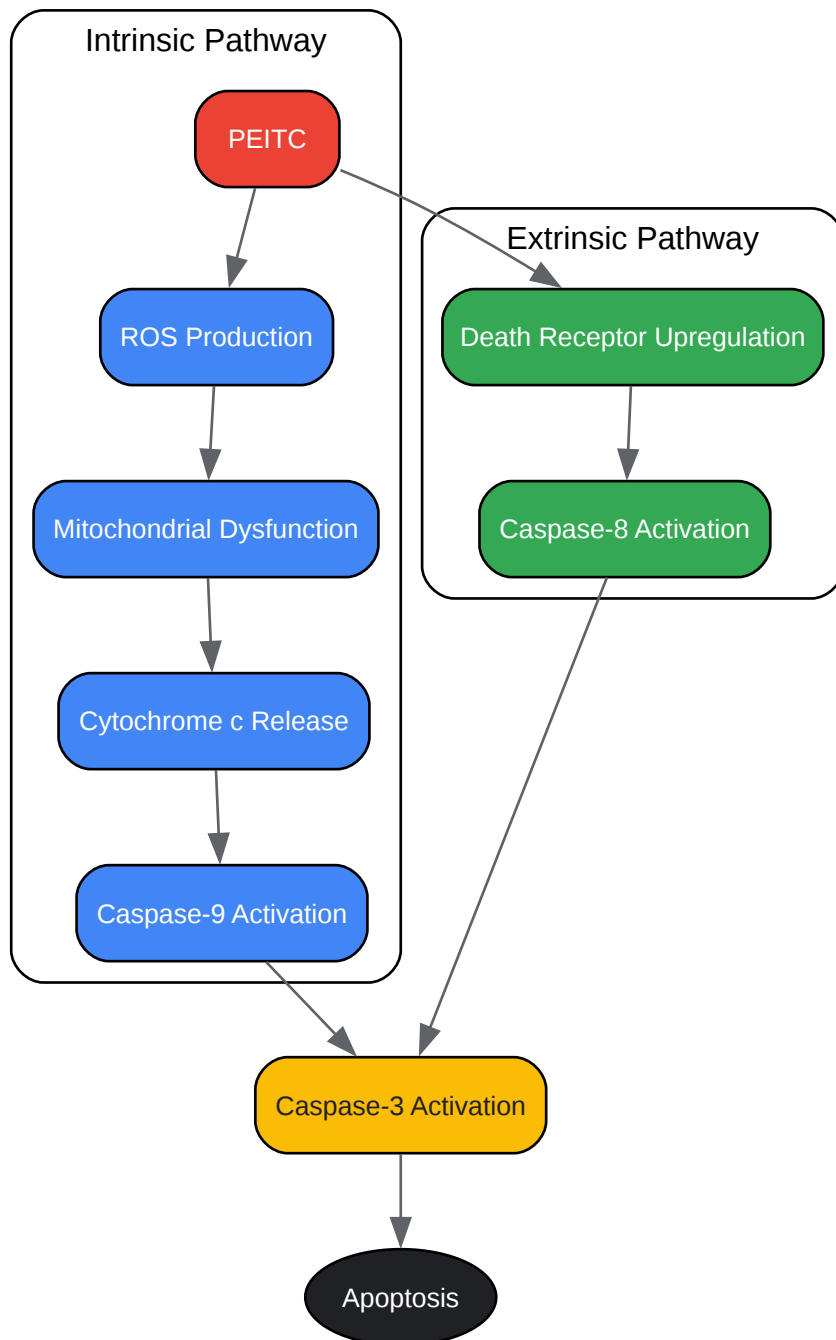 Intrinsic Pathway
PEITC
Extrinsic Pathway
ROS Production
Death Receptor Upregulation
Mitochondrial Dysfunction
Caspase-8 Activation
Cytochrome c Release
Caspase-9 Activation
Caspase-3 Activation
Apoptosis